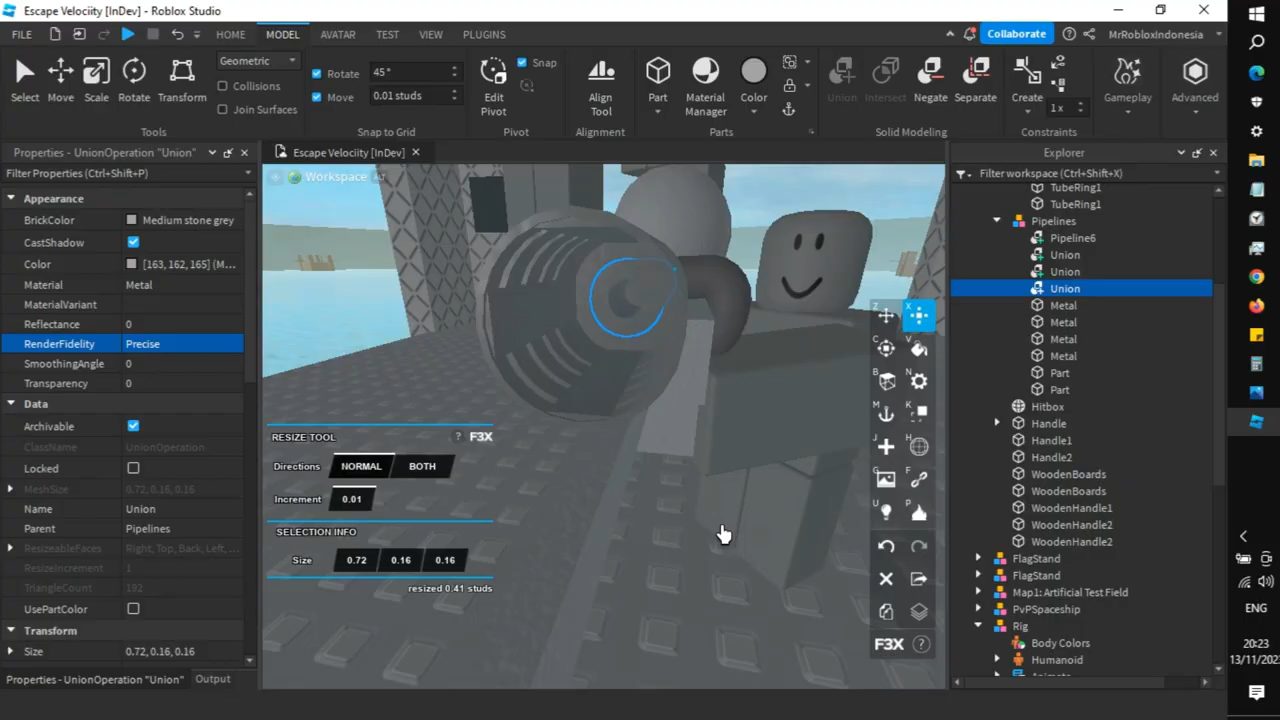 Escape Velociity [InDev] - Roblox Studio
FILE HOME MODEL AVATAR TEST VIEW PLUGINS Collaborate MrRobloxIndonesia
Geometric Rotate 45° Snap
Collisions Move 0.01 studs
Join Surfaces
Select Move Scale Rotate Transform Edit Pivot Align Tool Part Material Manager Color Union Intersect Negate Separate Create 1x Gameplay Advanced
Tools Snap to Grid Pivot Alignment Parts Solid Modeling Constraints
Properties - UnionOperation "Union"
Filter Properties (Ctrl+Shift+P)
Appearance
BrickColor Medium stone grey
CastShadow
Color [163, 162, 165] (M...
Material Metal
MaterialVariant
Reflectance 0
RenderFidelity Precise
SmoothingAngle 0
Transparency 0
Data
Archivable
ClassName UnionOperation
Locked
MeshSize 0.72, 0.16, 0.16
Name Union
Parent Pipelines
ResizeableFaces Right, Top, Back, Left, ...
ResizeIncrement 1
TriangleCount 192
UsePartColor
Transform
Size 0.72, 0.16, 0.16
Properties - UnionOperation "Union" Output
Escape Velociity [InDev]
Workspace ALT
RESIZE TOOL ? F3X
Directions NORMAL BOTH
Increment 0.01
SELECTION INFO
Size 0.72 0.16 0.16
resized 0.41 studs
Z X
C V
B N
M K
J H
G F
U P
F3X ?
Explorer
Filter workspace (Ctrl+Shift+X)
TubeRing1
TubeRing1
Pipelines
Pipeline6
Union
Union
Union
Metal
Metal
Metal
Metal
Part
Part
Hitbox
Handle
Handle1
Handle2
WoodenBoards
WoodenBoards
WoodenHandle1
WoodenHandle2
WoodenHandle2
FlagStand
FlagStand
Map1: Artificial Test Field
PvPSpaceship
Rig
Body Colors
Humanoid
ENG
20:23